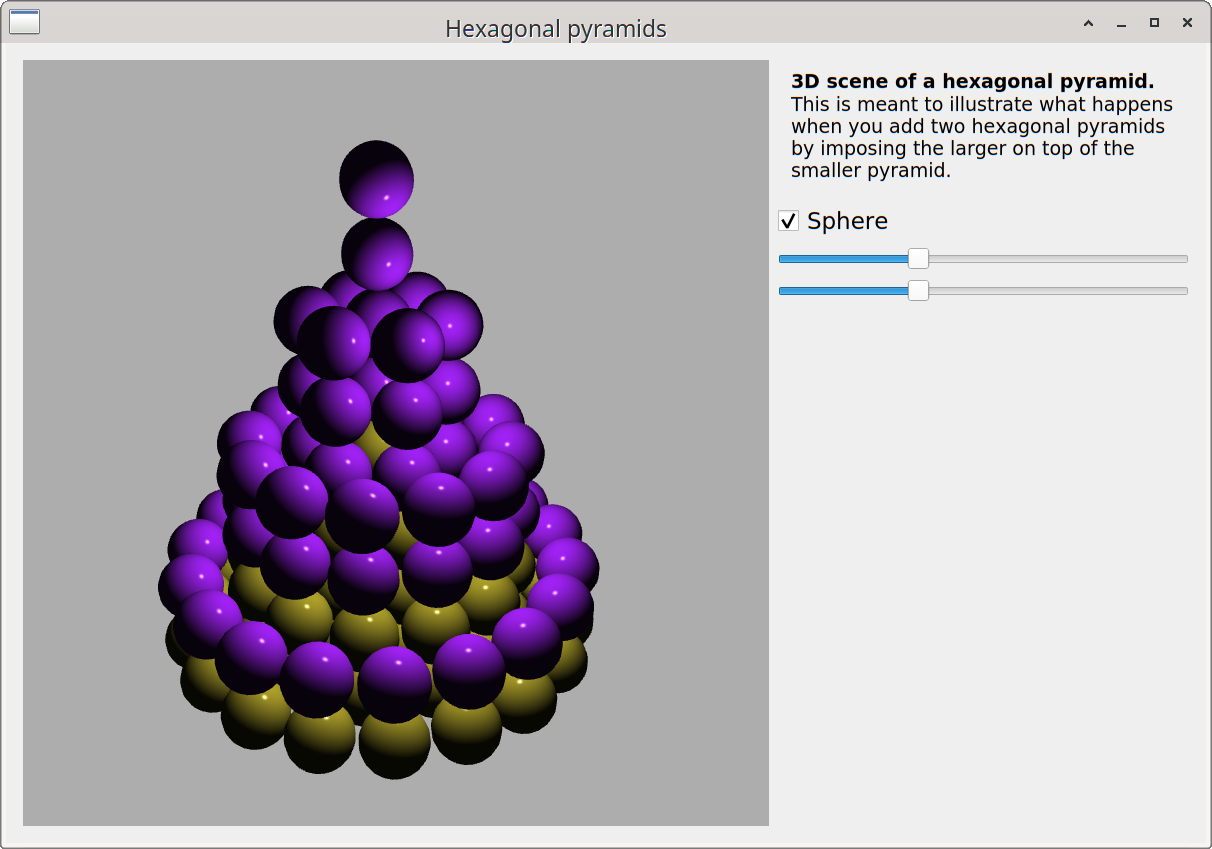 Hexagonal pyramids
3D scene of a hexagonal pyramid.
This is meant to illustrate what happens
when you add two hexagonal pyramids
by imposing the larger on top of the
smaller pyramid.
Sphere